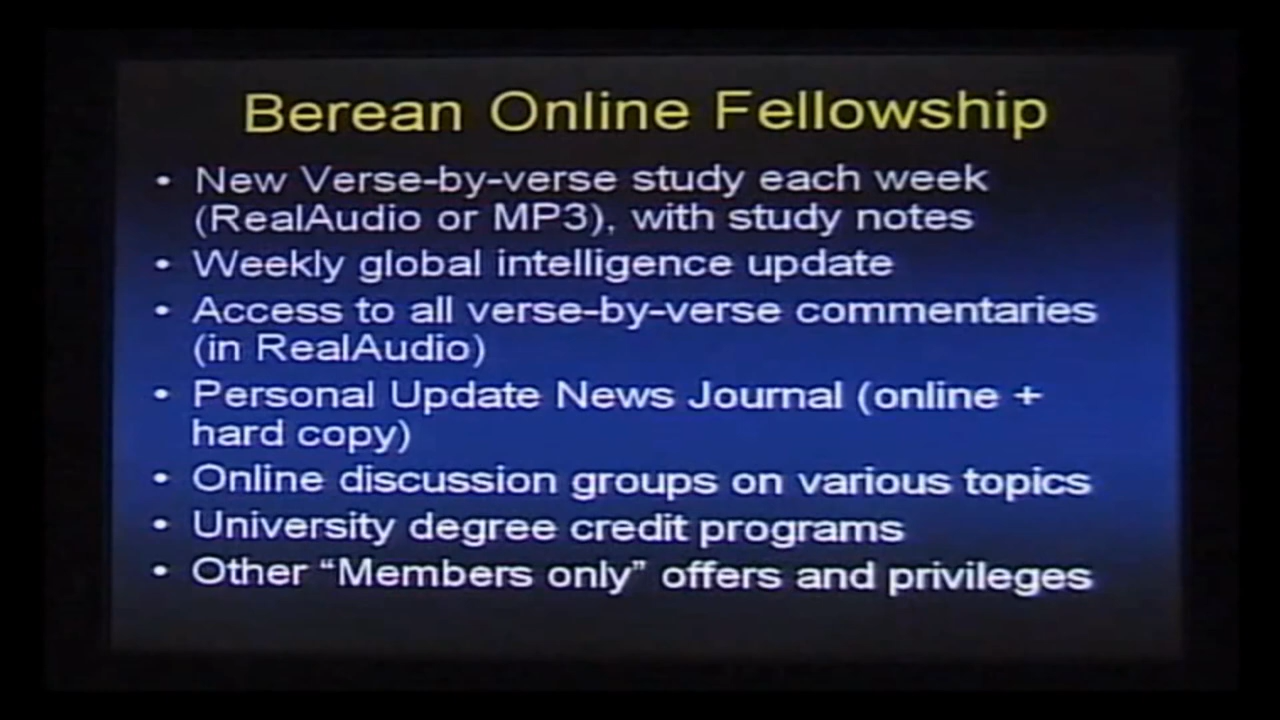 Berean Online Fellowship
• New Verse-by-verse study each week
(RealAudio or MP3), with study notes
• Weekly global intelligence update
• Access to all verse-by-verse commentaries
(in RealAudio)
• Personal Update News Journal (online +
hard copy)
• Online discussion groups on various topics
• University degree credit programs
• Other “Members only” offers and privileges